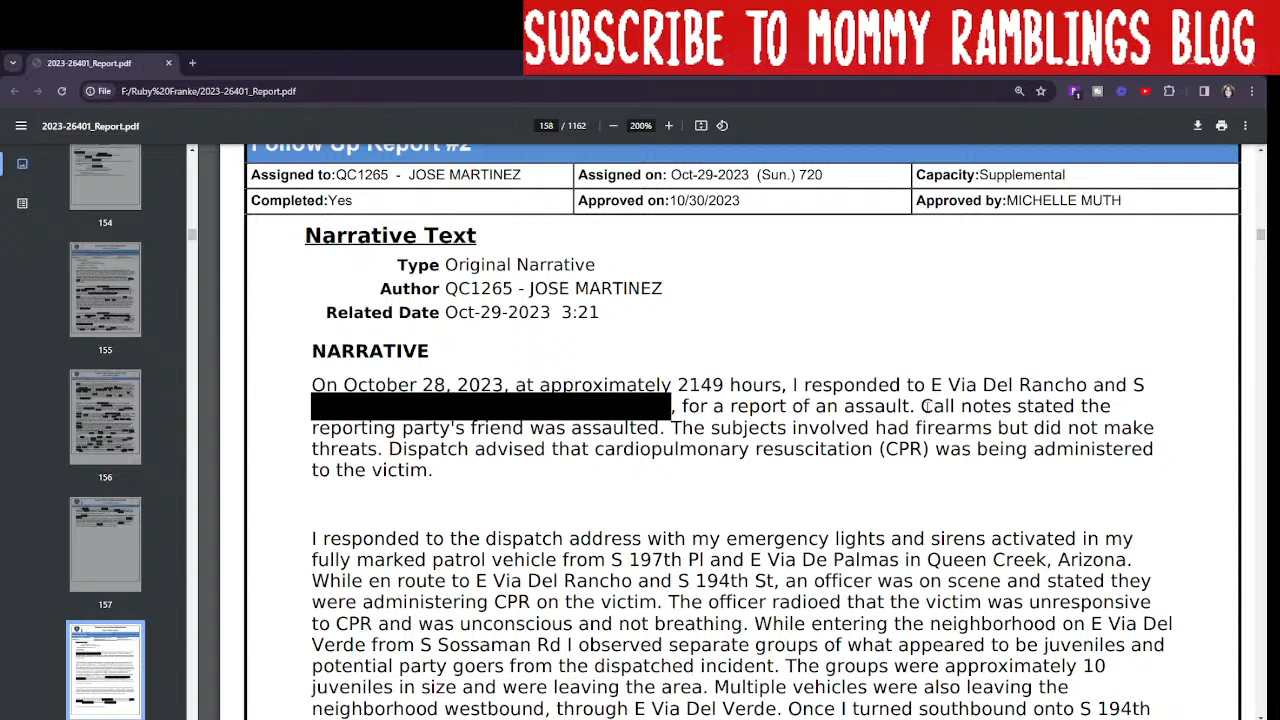 SUBSCRIBE TO MOMMY RAMBLINGS BLOG
2023-26401_Report.pdf
File F:/Ruby%20Franke/2023-26401_Report.pdf
2023-26401_Report.pdf
158 / 1162
200%
Follow Up Report #2
Assigned to:QC1265 - JOSE MARTINEZ Assigned on: Oct-29-2023 (Sun.) 720 Capacity:Supplemental
Completed:Yes Approved on:10/30/2023 Approved by:MICHELLE MUTH
154
155
156
157
Narrative Text
Type Original Narrative
Author QC1265 - JOSE MARTINEZ
Related Date Oct-29-2023 3:21
NARRATIVE
On October 28, 2023, at approximately 2149 hours, I responded to E Via Del Rancho and S
, for a report of an assault. Call notes stated the
reporting party's friend was assaulted. The subjects involved had firearms but did not make
threats. Dispatch advised that cardiopulmonary resuscitation (CPR) was being administered
to the victim.
I responded to the dispatch address with my emergency lights and sirens activated in my
fully marked patrol vehicle from S 197th Pl and E Via De Palmas in Queen Creek, Arizona.
While en route to E Via Del Rancho and S 194th St, an officer was on scene and stated they
were administering CPR on the victim. The officer radioed that the victim was unresponsive
to CPR and was unconscious and not breathing. While entering the neighborhood on E Via Del
Verde from S Sossaman Rd I observed separate groups of what appeared to be juveniles and
potential party goers from the dispatched incident. The groups were approximately 10
juveniles in size and were leaving the area. Multiple vehicles were also leaving the
neighborhood westbound, through E Via Del Verde. Once I turned southbound onto S 194th